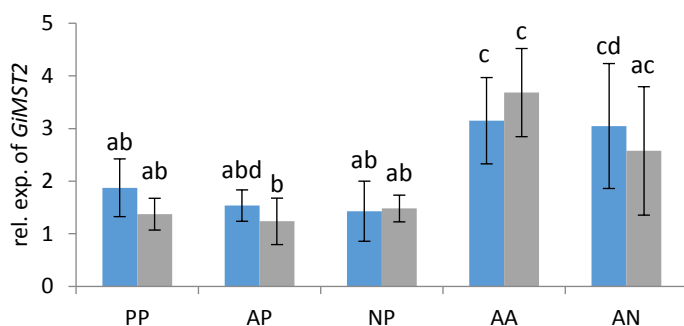 rel. exp. of GiMST2
5
4
3
2
1
0
ab
ab
abd
b
ab
ab
c
c
cd
ac
PP
AP
NP
AA
AN